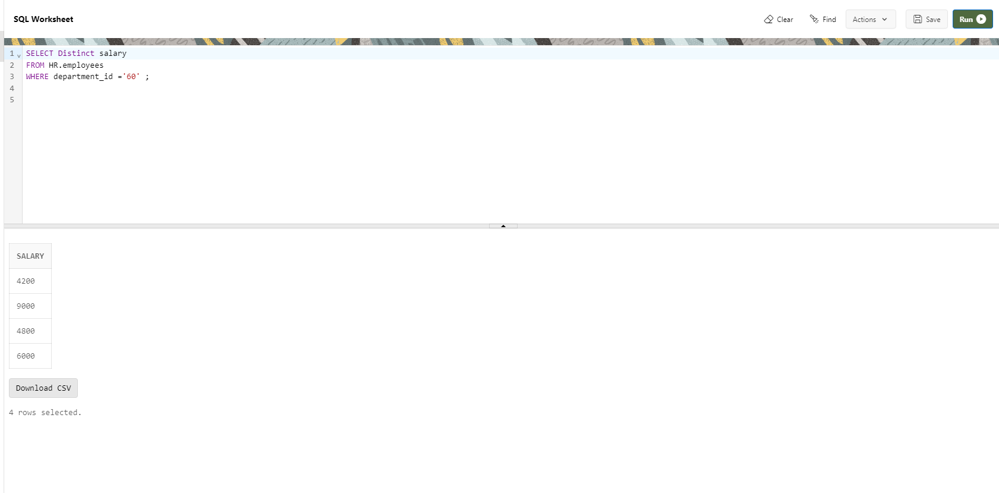 SQL Worksheet
Clear Find Actions Save Run
1 SELECT Distinct salary
2 FROM HR.employees
3 WHERE department_id ='60' ;
4
5
SALARY
4200
9000
4800
6000
Download CSV
4 rows selected.